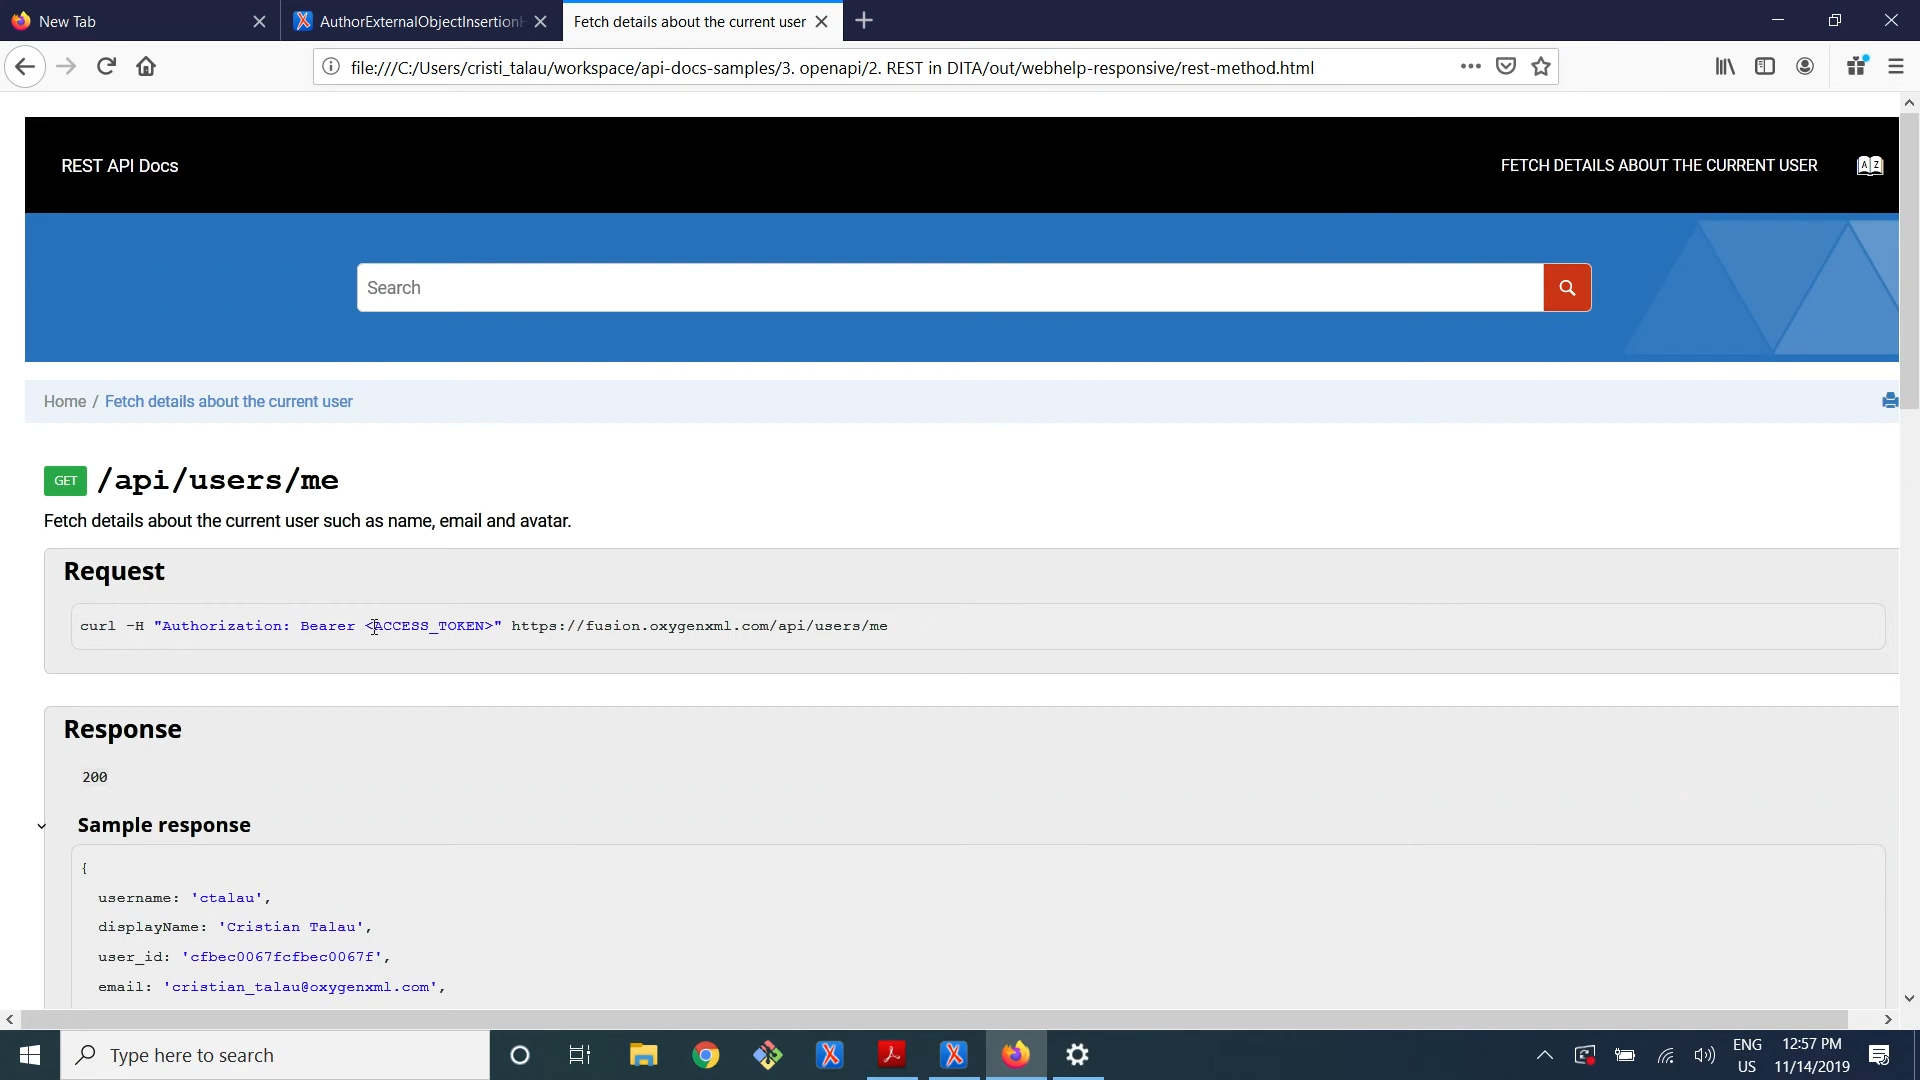 New Tab
AuthorExternalObjectInsertion
Fetch details about the current user
file:///C:/Users/cristi_talau/workspace/api-docs-samples/3. openapi/2. REST in DITA/out/webhelp-responsive/rest-method.html
REST API Docs
FETCH DETAILS ABOUT THE CURRENT USER
A Z
Search
Home / Fetch details about the current user
GET /api/users/me
Fetch details about the current user such as name, email and avatar.
Request
curl -H "Authorization: Bearer <ACCESS_TOKEN>" https://fusion.oxygenxml.com/api/users/me
Response
200
Sample response
{
username: 'ctalau',
displayName: 'Cristian Talau',
user_id: 'cfbec0067fcfbec0067f',
email: 'cristian_talau@oxygenxml.com',
Type here to search
ENG
US
12:57 PM
11/14/2019